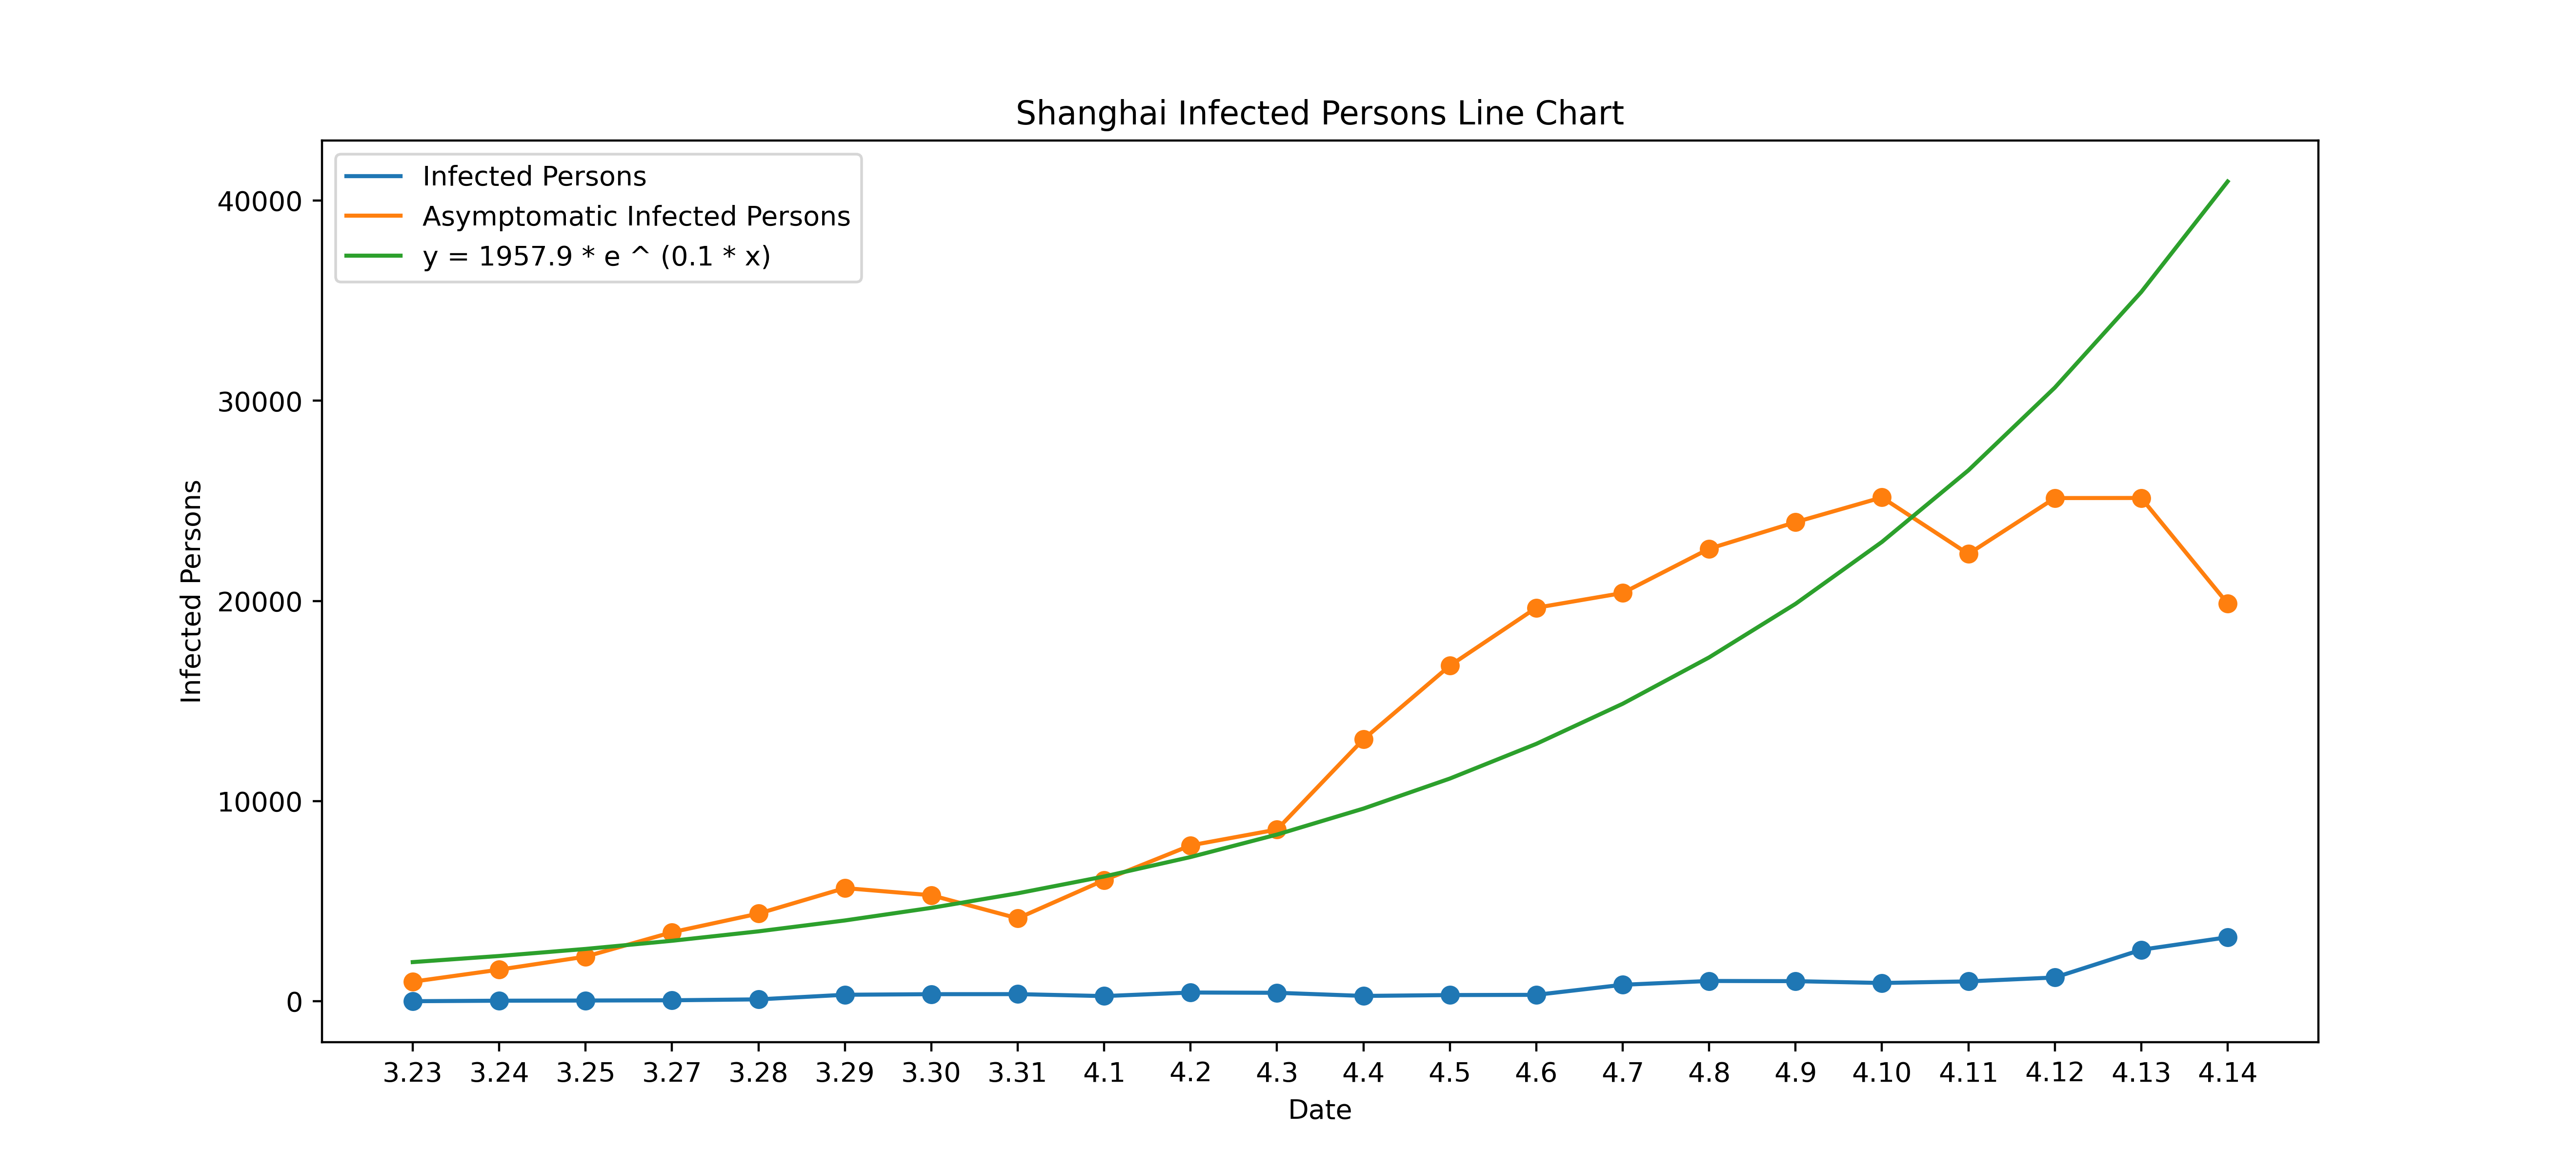 Shanghai Infected Persons Line Chart
Infected Persons
Asymptomatic Infected Persons
y = 1957.9 * e ^ (0.1 * x)
40000
30000
20000
10000
0
Infected Persons
3.23 3.24 3.25 3.27 3.28 3.29 3.30 3.31 4.1 4.2 4.3 4.4 4.5 4.6 4.7 4.8 4.9 4.10 4.11 4.12 4.13 4.14
Date